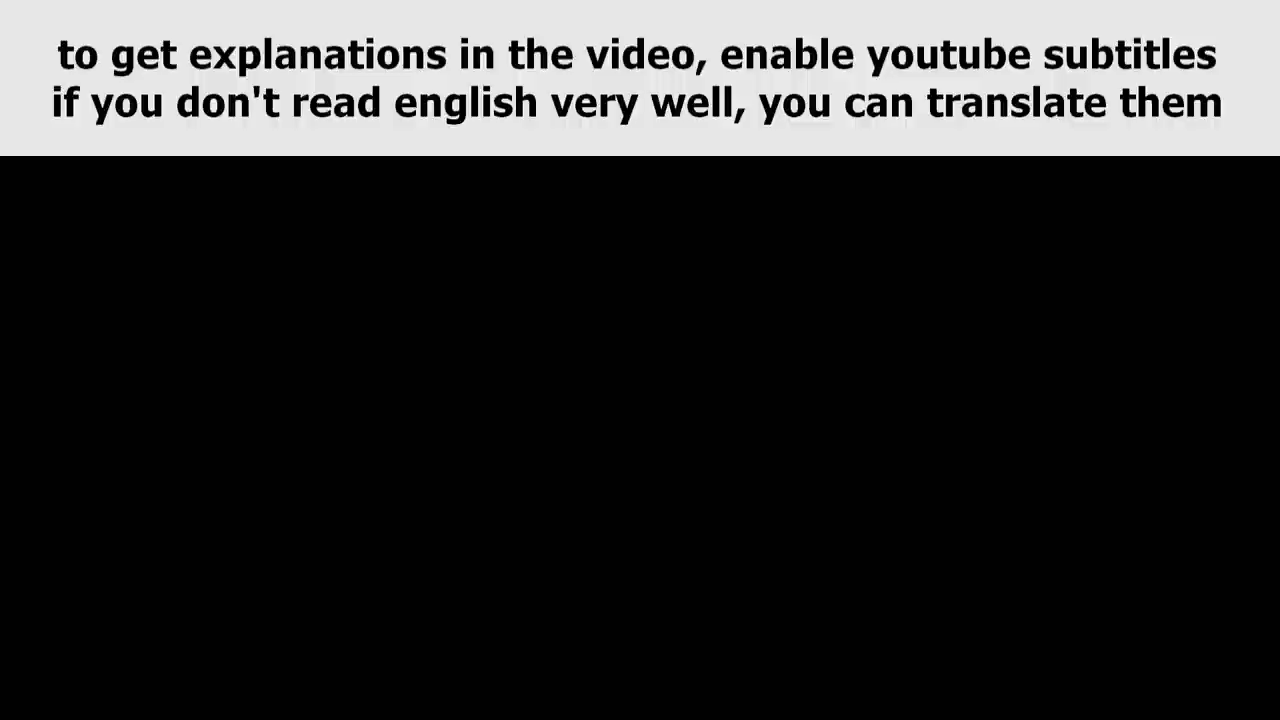 to get explanations in the video, enable youtube subtitles
if you don't read english very well, you can translate them